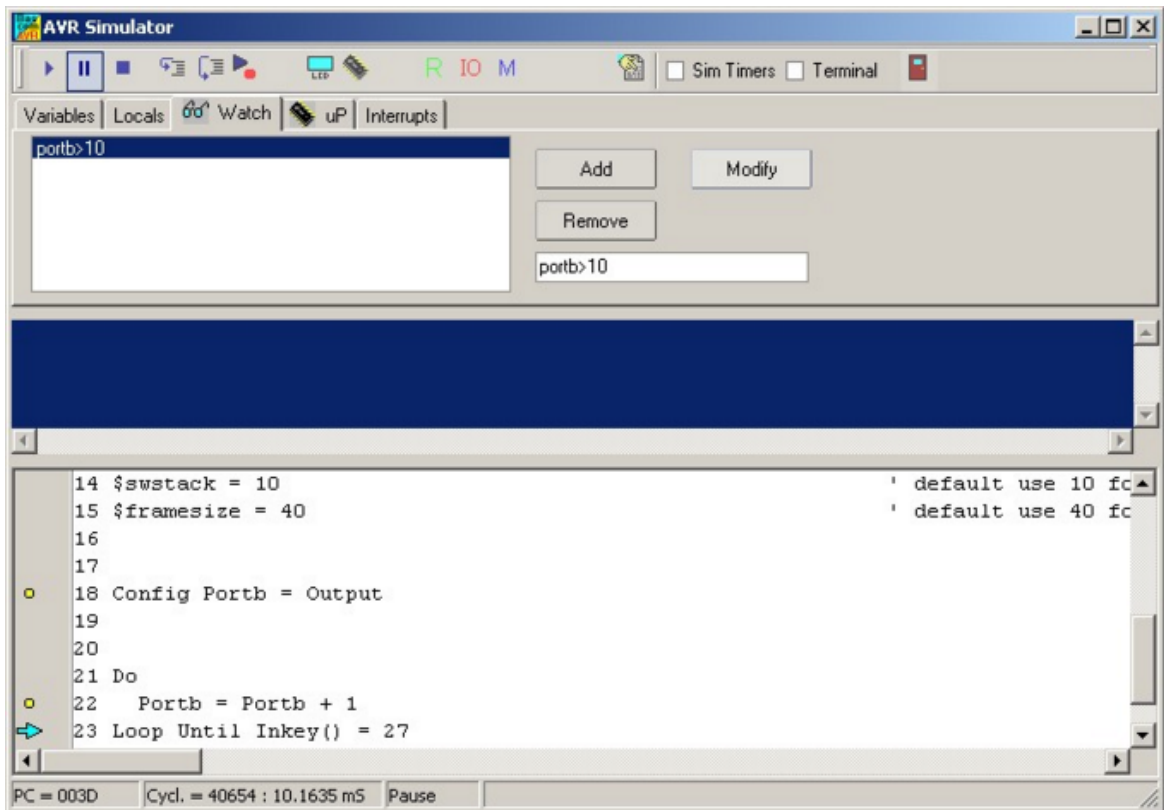 AVR Simulator
LCD R IO M Sim Timers Terminal
Variables Locals Watch uP Interrupts
portb>10
Add Modify
Remove
portb>10
14 $swstack = 10 ' default use 10 fo
15 $framesize = 40 ' default use 40 fo
16
17
18 Config Portb = Output
19
20
21 Do
22 Portb = Portb + 1
23 Loop Until Inkey() = 27
PC = 003D Cycl. = 40654 : 10.1635 mS Pause